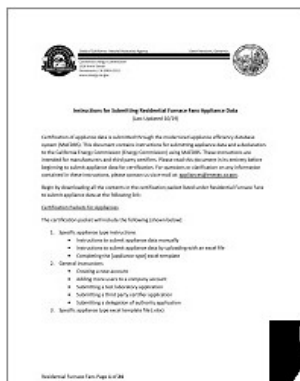 Instructions for Submitting Residential Furnace Fans Appliance Data
Certification of appliance data is submitted through the modernized appliance efficiency database
system (MAEDBS). This document contains instructions for submitting appliance data and a declaration
to the California Energy Commission (Energy Commission) using MAEDBS. These instructions are
intended for manufacturers and third party certifiers. Please read this document in its entirety before
beginning to submit appliance data for certification. For questions or clarification on any information
contained in these instructions, please contact us via e-mail at: appliances@energy.ca.gov.
Begin by downloading all the contents in the certification packet listed under Residential Furnace Fans
to submit appliance data at the following link:
Certification Packets for Appliances
The certification packet will include the following (shown below):
1. Specific appliance type instructions
• Instructions to submit appliance data manually
• Instructions to submit appliance data by uploading with an excel file
• Completing the (appliance type) excel template
2. General instructions
• Creating a new account
• Adding more users to a company account
• Submitting a test laboratory application
• Submitting a third party certifier application
• Submitting a delegation of authority application
3. Specific appliance type excel template file (.xlsx)
Residential Furnace Fans Page